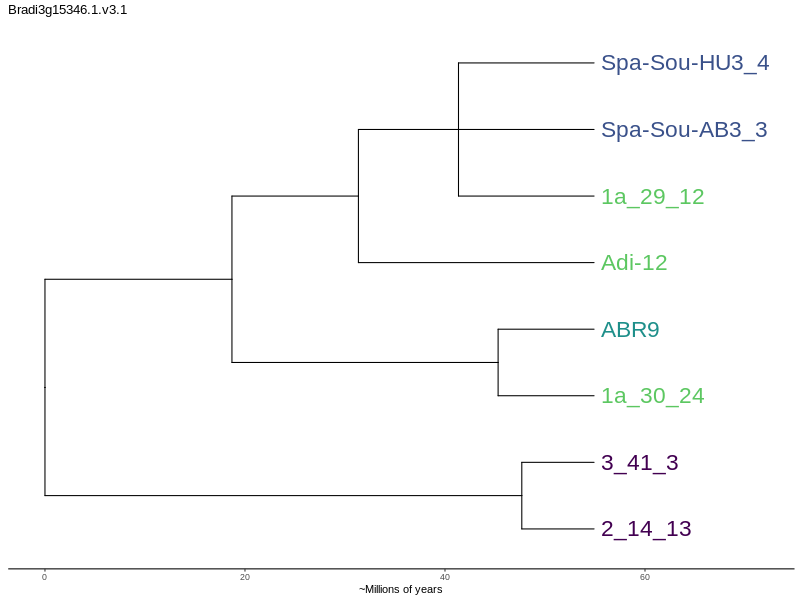 Bradi3g15346.1.v3.1
Spa-Sou-HU3_4
Spa-Sou-AB3_3
1a_29_12
Adi-12
ABR9
1a_30_24
3_41_3
2_14_13
0 20 40 60
~Millions of years